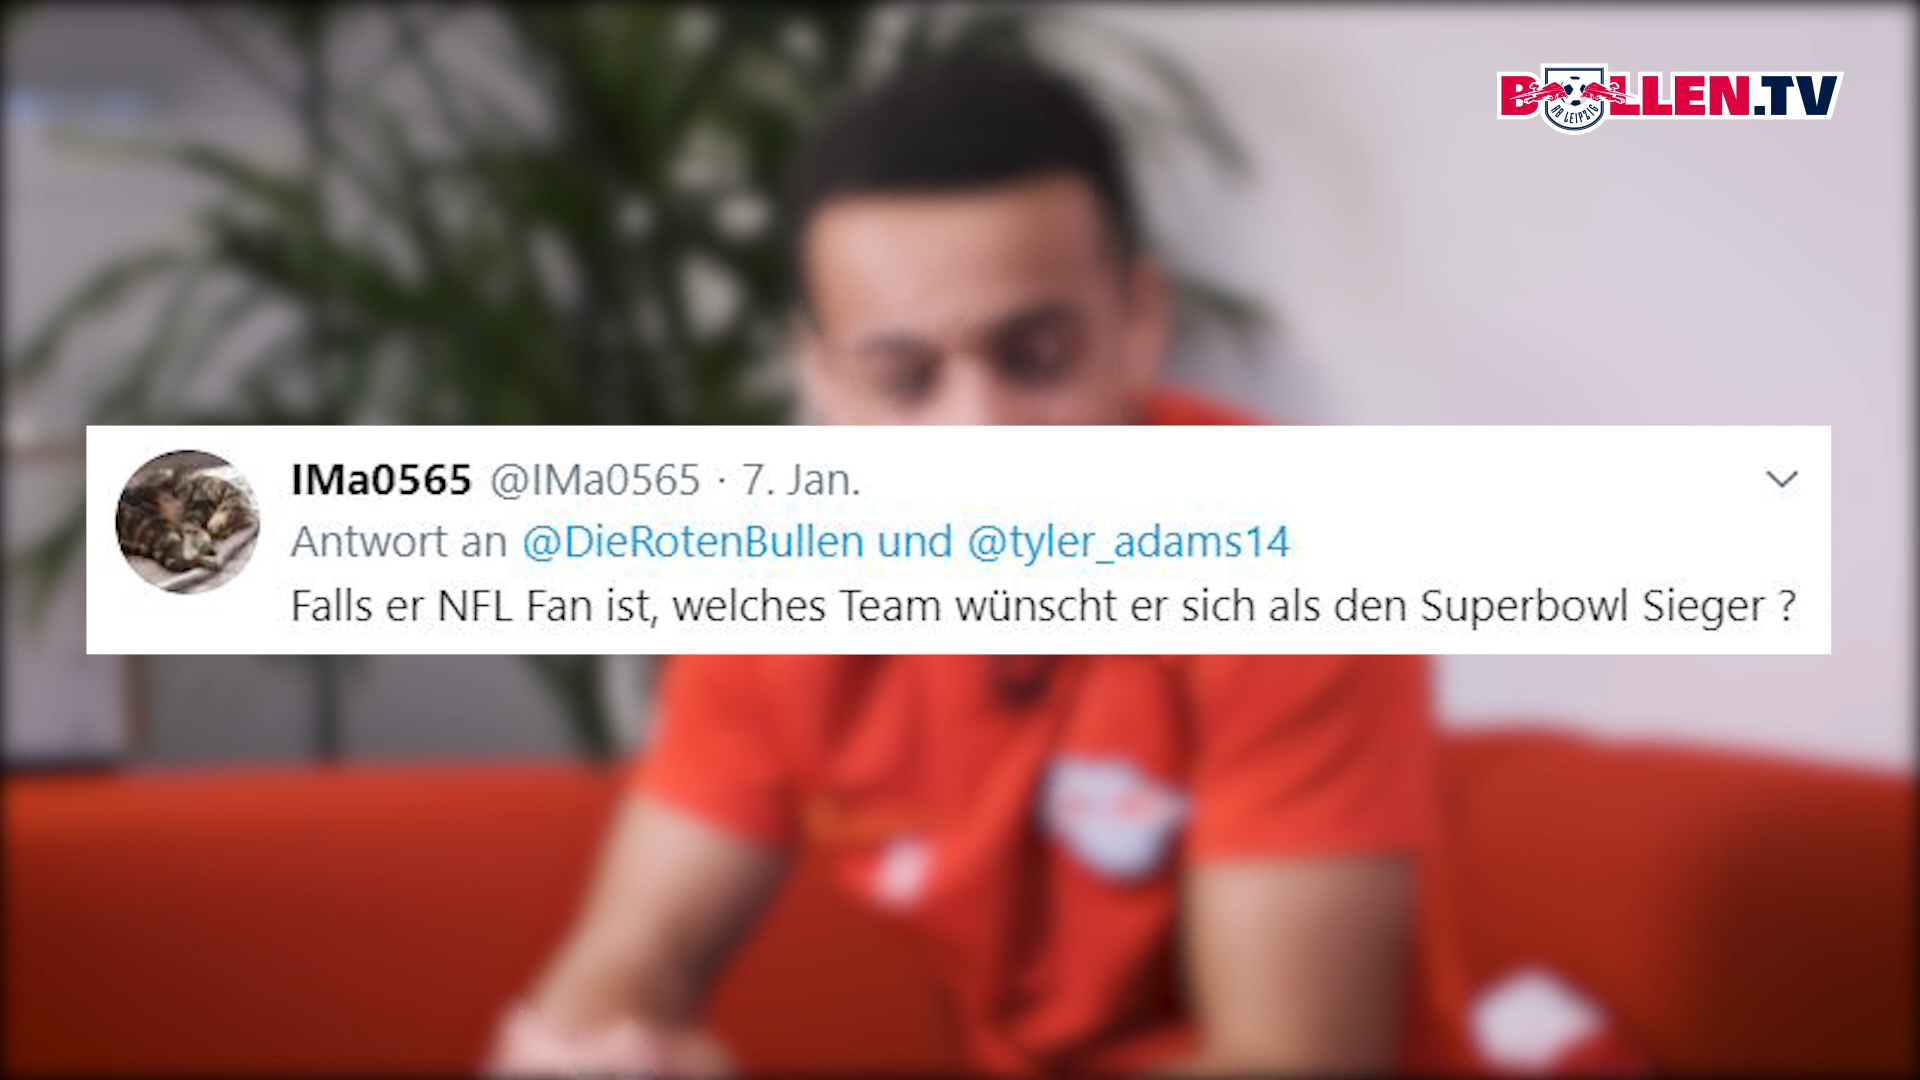 BULLEN.TV
RB LEIPZIG
IMa0565 @IMa0565 · 7. Jan.
Antwort an @DieRotenBullen und @tyler_adams14
Falls er NFL Fan ist, welches Team wünscht er sich als den Superbowl Sieger ?